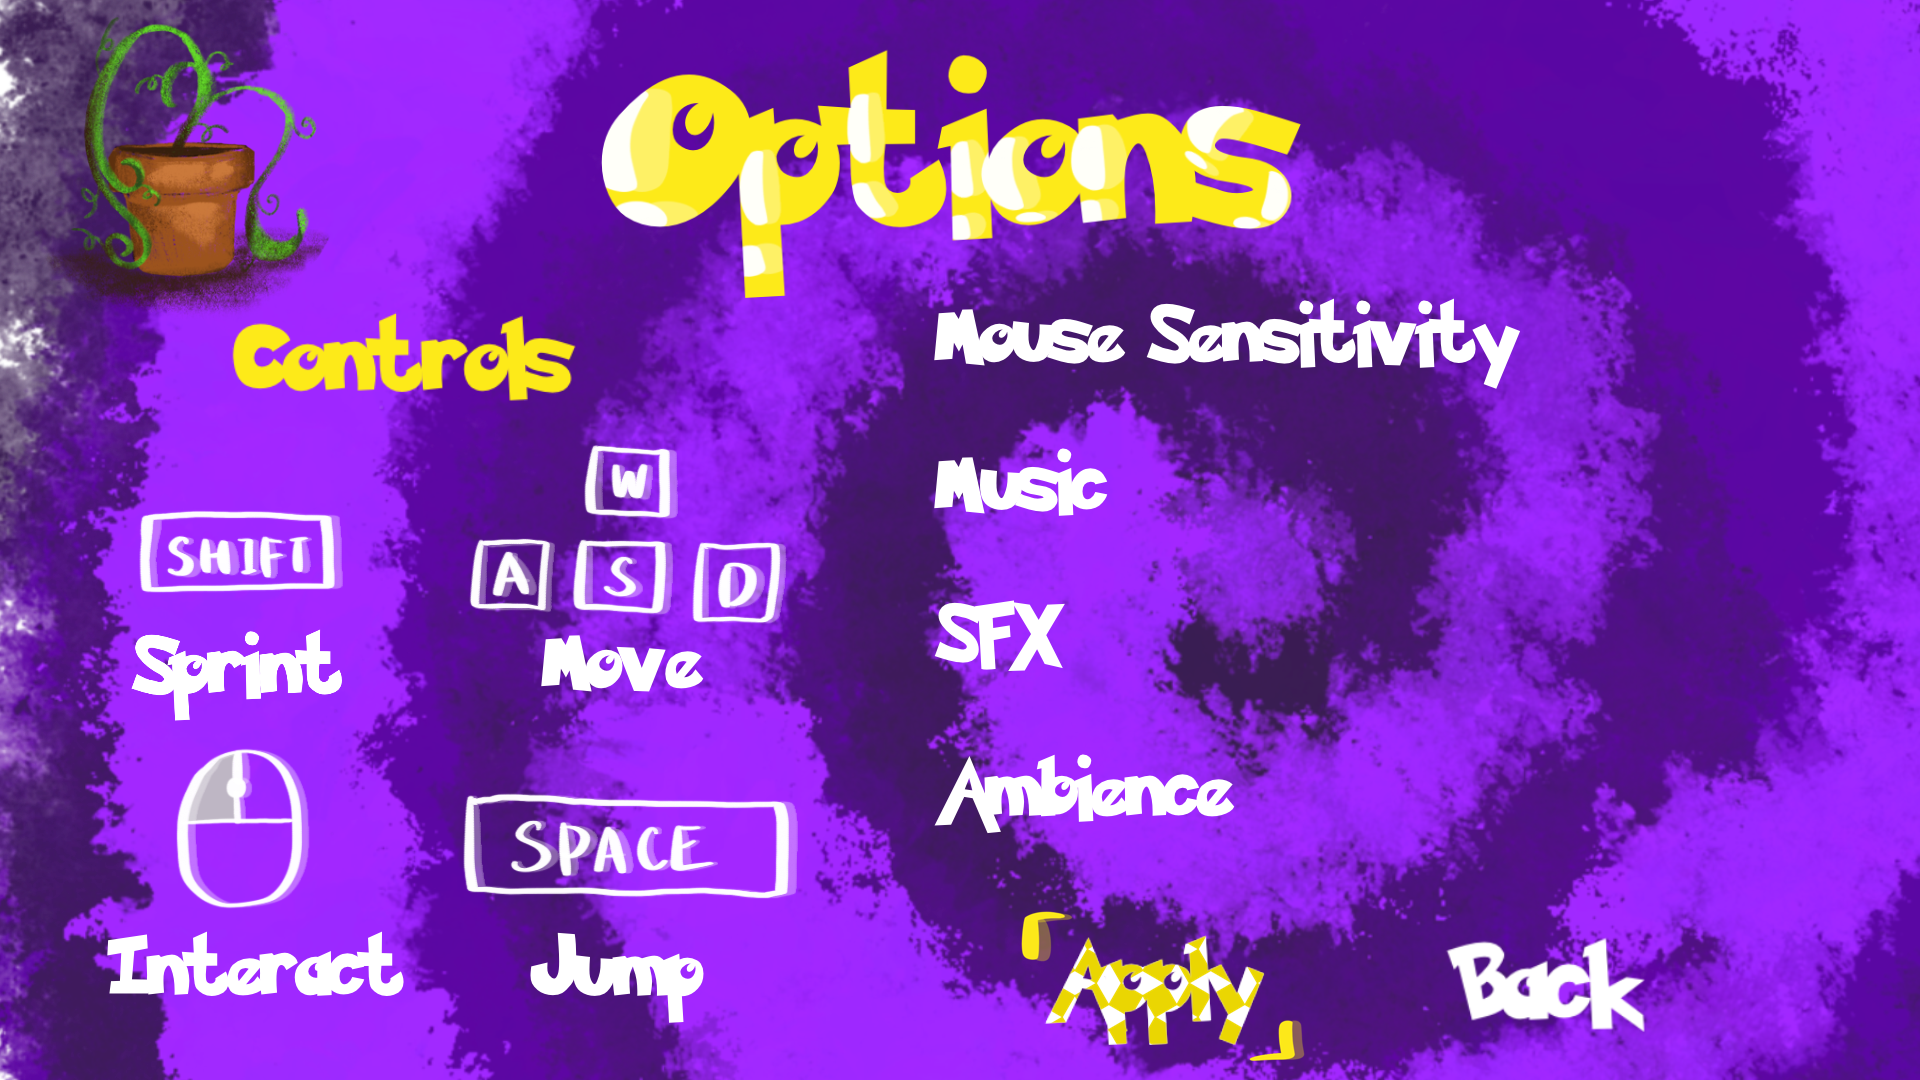 Options
Controls
W
SHIFT
A S D
Sprint
Move
SPACE
Interact
Jump
Mouse Sensitivity
Music
SFX
Ambience
Apply
Back